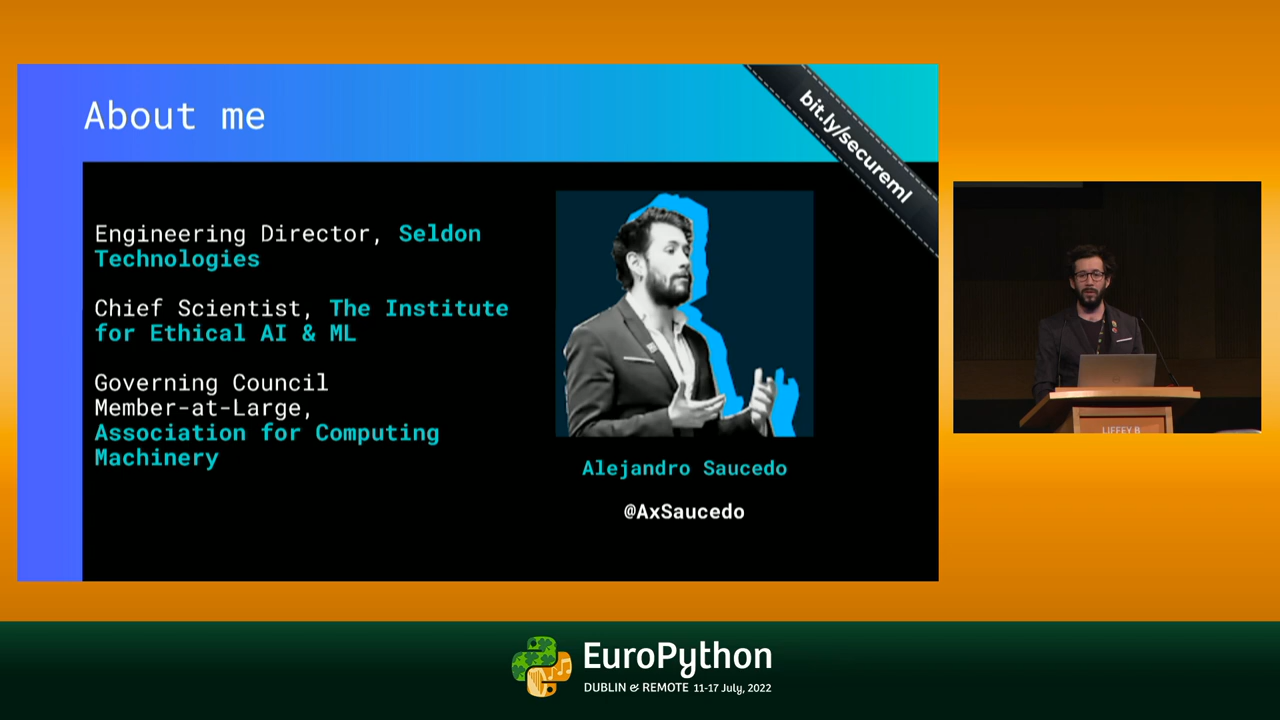 About me
bit.ly/secureml
Engineering Director, Seldon
Technologies
Chief Scientist, The Institute
for Ethical AI & ML
Governing Council
Member-at-Large,
Association for Computing
Machinery
Alejandro Saucedo
@AxSaucedo
LIFFEY B
EuroPython
DUBLIN & REMOTE 11-17 July, 2022